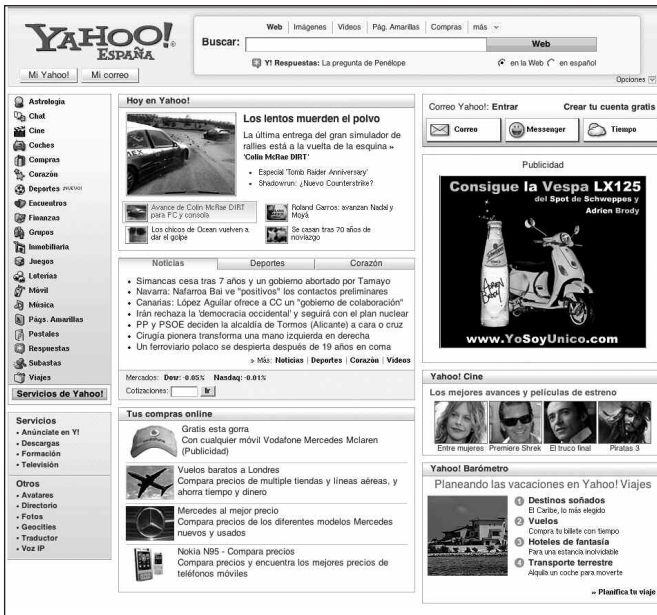 YAHOO!
ESPAÑA
Mi Yahoo! Mi correo
Web Imágenes Vídeos Pág. Amarillas Compras más
Buscar: Web
Y! Respuestas: La pregunta de Penélope
en la Web en español
Opciones
Astrología
Chat
Cine
Coches
Compras
Corazón
Deportes ¡NUEVO!
Encuentros
Finanzas
Grupos
Inmobiliaria
Juegos
Loterías
Móvil
Música
Págs. Amarillas
Postales
Respuestas
Subastas
Viajes
Servicios de Yahoo!
Servicios
• Anúnciate en Y!
• Descargas
• Formación
• Televisión
Otros
• Avatares
• Directorio
• Fotos
• Geocities
• Traductor
• Voz IP
Hoy en Yahoo!
Los lentos muerden el polvo
La última entrega del gran simulador de
rallies está a la vuelta de la esquina »
'Colin McRae DIRT'
• Especial 'Tomb Raider Anniversary'
• Shadowrun: ¿Nuevo Counterstrike?
Avance de Colin McRae DIRT
para PC y consola
Roland Garros: avanzan Nadal y
Moyá
Los chicos de Ocean vuelven a
dar el golpe
Se casan tras 70 años de
noviazgo
Noticias Deportes Corazón
• Simancas cesa tras 7 años y un gobierno abortado por Tamayo
• Navarra: Nafarroa Bai ve "positivos" los contactos preliminares
• Canarias: López Aguilar ofrece a CC un "gobierno de colaboración"
• Irán rechaza la 'democracia occidental' y seguirá con el plan nuclear
• PP y PSOE deciden la alcaldía de Tormos (Alicante) a cara o cruz
• Cirugía pionera transforma una mano izquierda en derecha
• Un ferroviario polaco se despierta después de 19 años en coma
» Más: Noticias | Deportes | Corazón | Vídeos
Mercados: Dow: -0.05% Nasdaq: -0.01%
Cotizaciones: Ir
Tus compras online
Gratis esta gorra
Con cualquier móvil Vodafone Mercedes Mclaren
(Publicidad)
Vuelos baratos a Londres
Compara precios de multiples tiendas y líneas aéreas, y
ahorra tiempo y dinero
Mercedes al mejor precio
Compara precios de los diferentes modelos Mercedes
nuevos y usados
Nokia N95 - Compara precios
Compara precios y encuentra los mejores precios de
teléfonos móviles
Correo Yahoo!: Entrar Crear tu cuenta gratis
Correo Messenger Tiempo
Publicidad
Consigue la Vespa LX125
del Spot de Schweppes y
Adrien Brody
www.YoSoyUnico.com
Yahoo! Cine
Los mejores avances y películas de estreno
Entre mujeres Premiere Shrek El truco final Piratas 3
Yahoo! Barómetro
Planeando las vacaciones en Yahoo! Viajes
1 Destinos soñados
El Caribe, lo más elegido
2 Vuelos
Compra tu billete con tiempo
3 Hoteles de fantasía
Para una estancia inolvidable
4 Transporte terrestre
Alquila un coche para moverte
» Planifica tu viaje